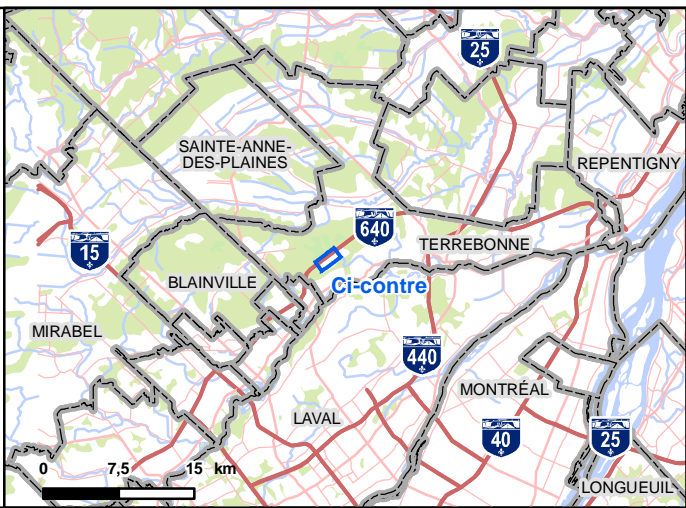 25
SAINTE-ANNE-
DES-PLAINES
REPENTIGNY
640
15
TERREBONNE
BLAINVILLE
Ci-contre
MIRABEL
440
MONTRÉAL
LAVAL
40
25
0 7,5 15 km
LONGUEUIL